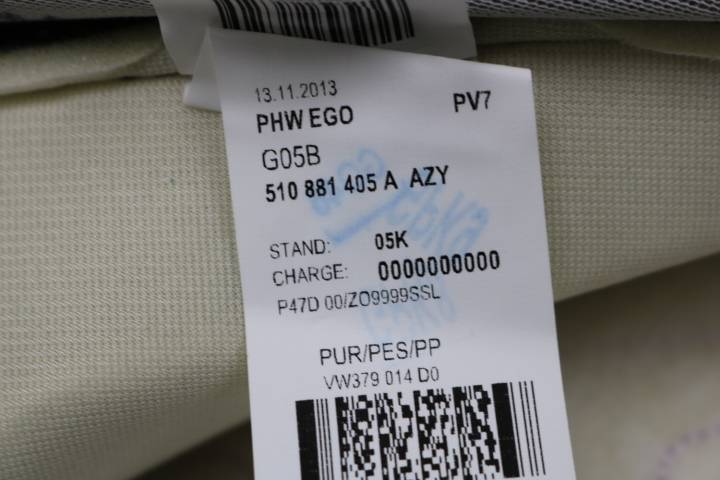 13.11.2013
PHW EGO PV7
G05B
510 881 405 A AZY
STAND: 05K
CHARGE: 0000000000
P47D 00/ZO9999SSL
PUR/PES/PP
VW379 014 D0